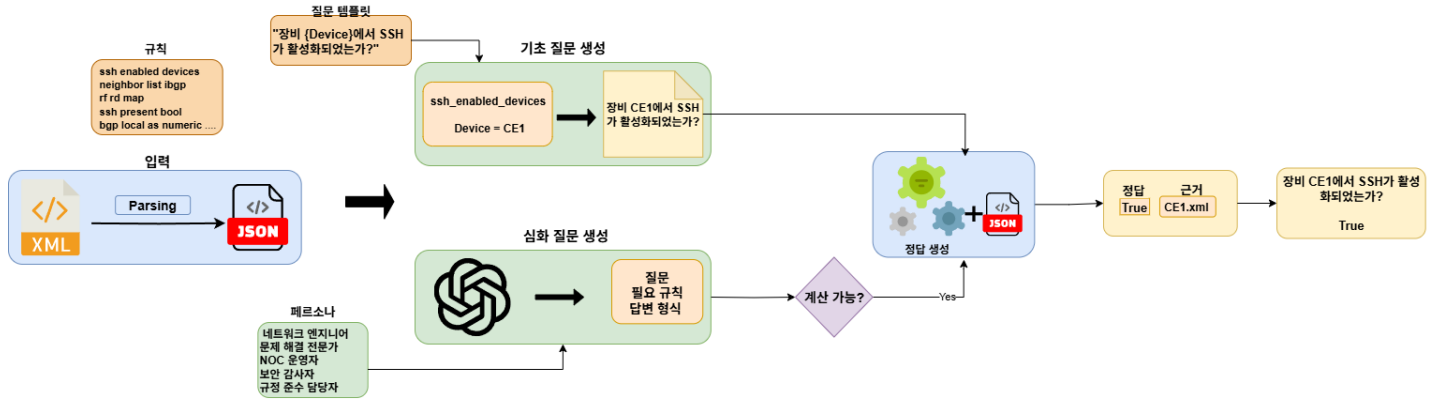 규칙
ssh enabled devices
neighbor list ibgp
rf rd map
ssh present bool
bgp local as numeric ....
질문 템플릿
"장비 {Device}에서 SSH
가 활성화되었는가?"
입력
XML
Parsing
JSON
기초 질문 생성
ssh_enabled_devices
Device = CE1
장비 CE1에서 SSH
가 활성화되었는가?
심화 질문 생성
질문
필요 규칙
답변 형식
페르소나
네트워크 엔지니어
문제 해결 전문가
NOC 운영자
보안 감사자
규정 준수 담당자
계산 가능?
Yes
+
JSON
정답 생성
정답
True
근거
CE1.xml
장비 CE1에서 SSH가 활성
화되었는가?
True